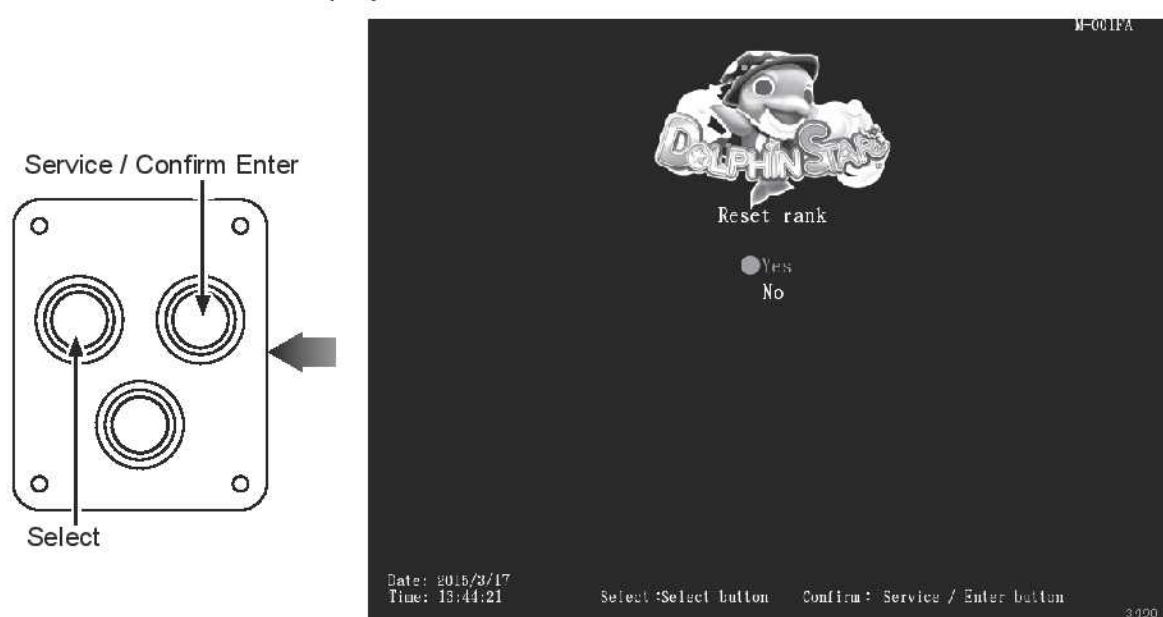 M-001FA
Service / Confirm Enter
DOLPHIN STAR
Reset rank
Yes
No
Select
Date: 2015/3/17
Time: 13:44:21
Select :Select button Confirm: Service / Enter button